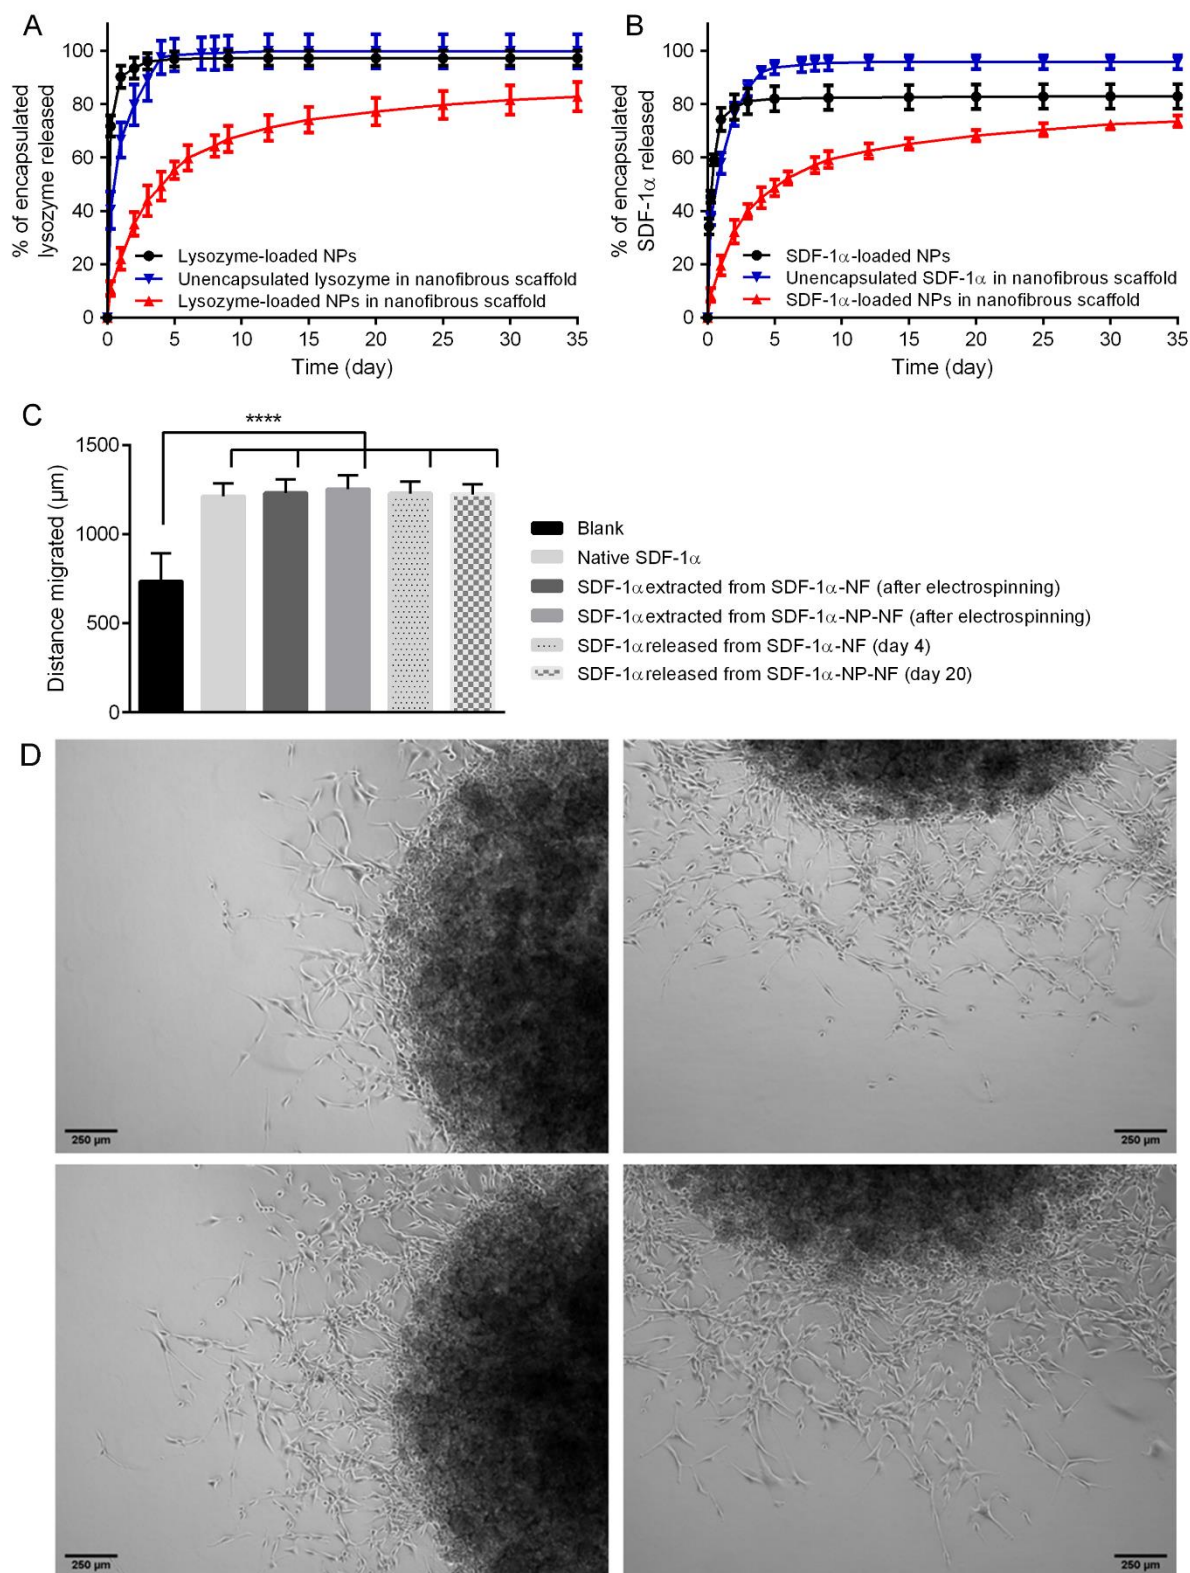 A
% of encapsulated
lysozyme released
100
80
60
40
20
0
Lysozyme-loaded NPs
Unencapsulated lysozyme in nanofibrous scaffold
Lysozyme-loaded NPs in nanofibrous scaffold
0 5 10 15 20 25 30 35
Time (day)
B
% of encapsulated
SDF-1α released
100
80
60
40
20
0
SDF-1α-loaded NPs
Unencapsulated SDF-1α in nanofibrous scaffold
SDF-1α-loaded NPs in nanofibrous scaffold
0 5 10 15 20 25 30 35
Time (day)
C
Distance migrated (µm)
1500
1000
500
0
****
Blank
Native SDF-1α
SDF-1α extracted from SDF-1α-NF (after electrospinning)
SDF-1α extracted from SDF-1α-NP-NF (after electrospinning)
SDF-1α released from SDF-1α-NF (day 4)
SDF-1α released from SDF-1α-NP-NF (day 20)
D
250 µm
250 µm
250 µm
250 µm